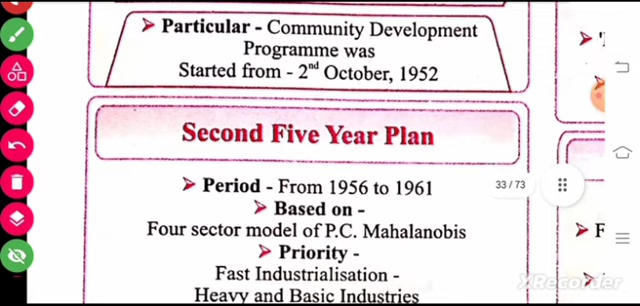 ➤ Particular - Community Development
Programme was
Started from - 2nd October, 1952
Second Five Year Plan
➤ Period - From 1956 to 1961
➤ Based on -
Four sector model of P.C. Mahalanobis
➤ Priority -
Fast Industrialisation -
Heavy and Basic Industries
33 / 73
➤ F
XRecorder